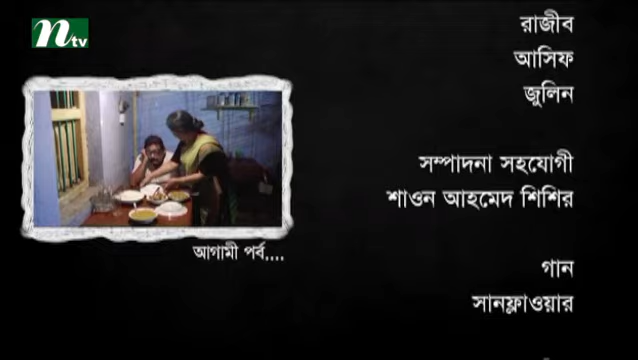 ntv
রাজীব
আসিফ
জুলিন
সম্পাদনা সহযোগী
শাওন আহমেদ শিশির
আগামী পর্ব....
গান
সানফ্লাওয়ার